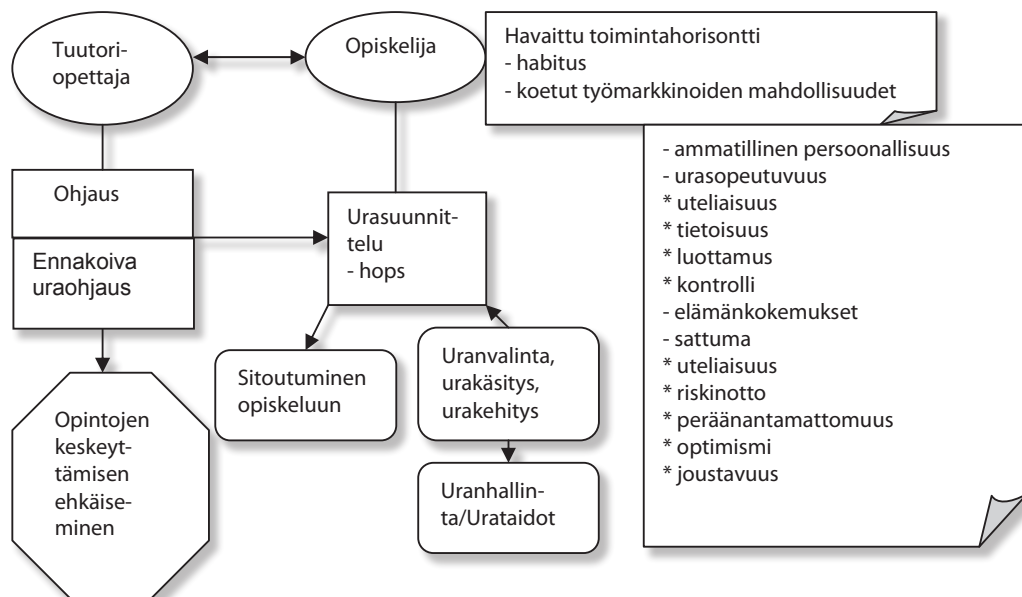 Tuutori-
opettaja
Opiskelija
Havaittu toimintahorisontti
- habitus
- koetut työmarkkinoiden mahdollisuudet
- ammatillinen persoonallisuus
- urasopeutuvuus
* uteliaisuus
* tietoisuus
* luottamus
* kontrolli
- elämänkokemukset
- sattuma
* uteliaisuus
* riskinotto
* peräänantamattomuus
* optimismi
* joustavuus
Ohjaus
Ennakoiva
uraohjaus
Urasuunnit-
telu
- hops
Sitoutuminen
opiskeluun
Uranvalinta,
urakäsitys,
urakehitys
Opintojen
keskeyt-
tämisen
ehkäise-
minen
Uranhallin-
ta/Urataidot